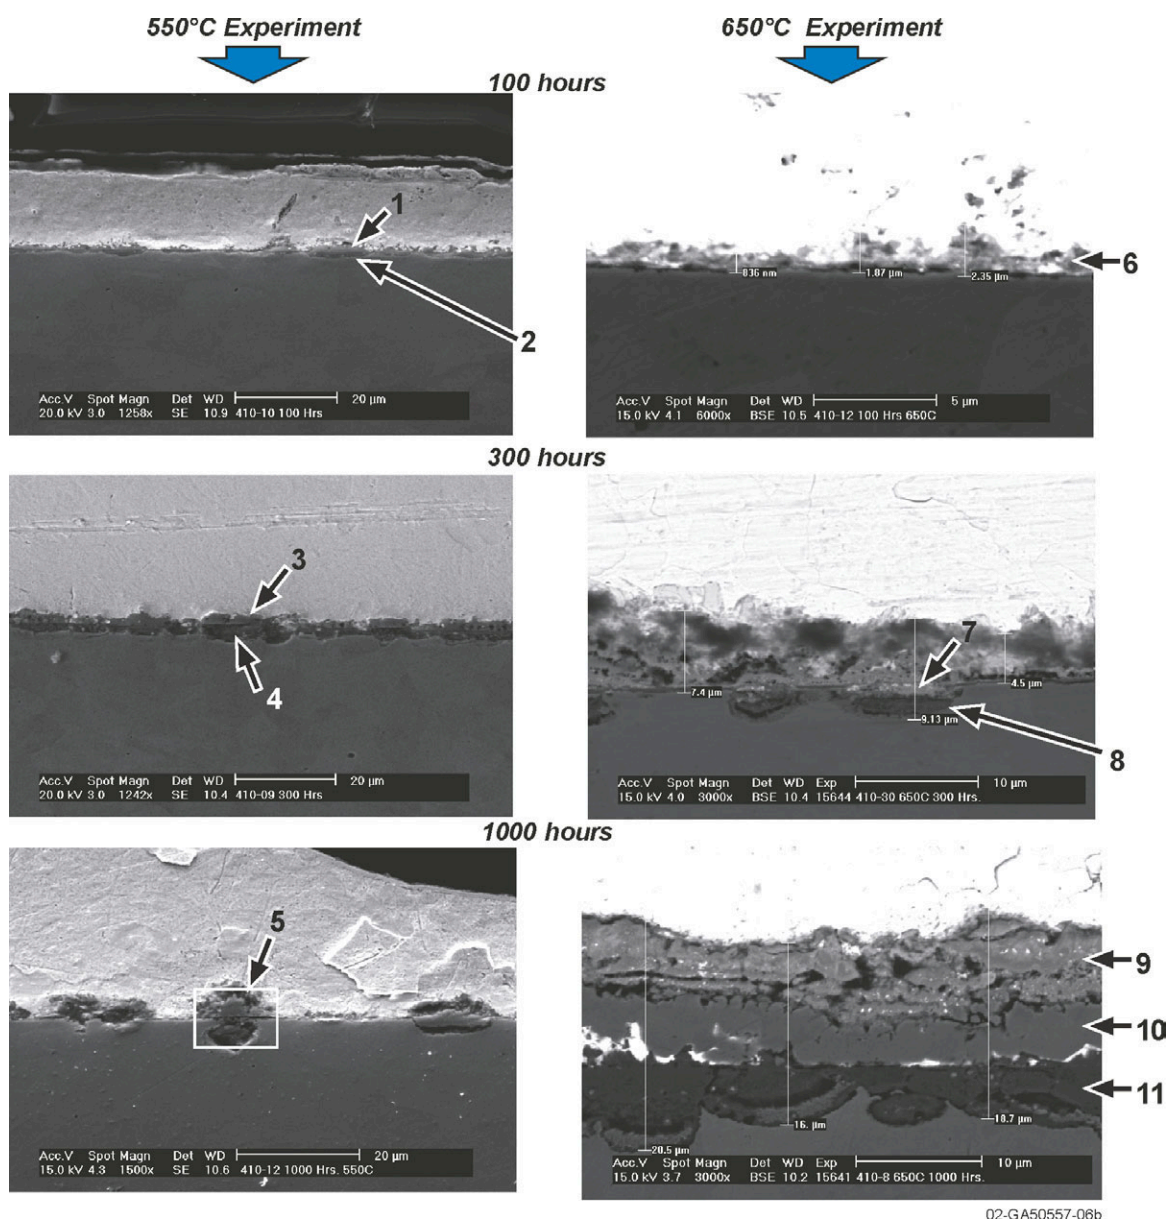 550°C Experiment
650°C Experiment
100 hours
1
2
Acc.V Spot Magn Det WD 20 µm
20.0 kV 3.0 1258x SE 10.9 410-10 100 Hrs
836 nm
1.87 µm
2.35 µm
6
Acc.V Spot Magn Det WD 5 µm
15.0 kV 4.1 6000x BSE 10.5 410-12 100 Hrs 650C
300 hours
3
4
Acc.V Spot Magn Det WD 20 µm
20.0 kV 3.0 1242x SE 10.4 410-09 300 Hrs
7
7.4 µm
4.5 µm
9.13 µm
8
Acc.V Spot Magn Det WD Exp 10 µm
15.0 kV 4.0 3000x BSE 10.4 15644 410-30 650C 300 Hrs.
1000 hours
5
Acc.V Spot Magn Det WD 20 µm
15.0 kV 4.3 1500x SE 10.6 410-12 1000 Hrs. 550C
9
10
11
16. µm
18.7 µm
20.5 µm
Acc.V Spot Magn Det WD Exp 10 µm
15.0 kV 3.7 3000x BSE 10.2 15641 410-8 650C 1000 Hrs.
02-GA50557-06b